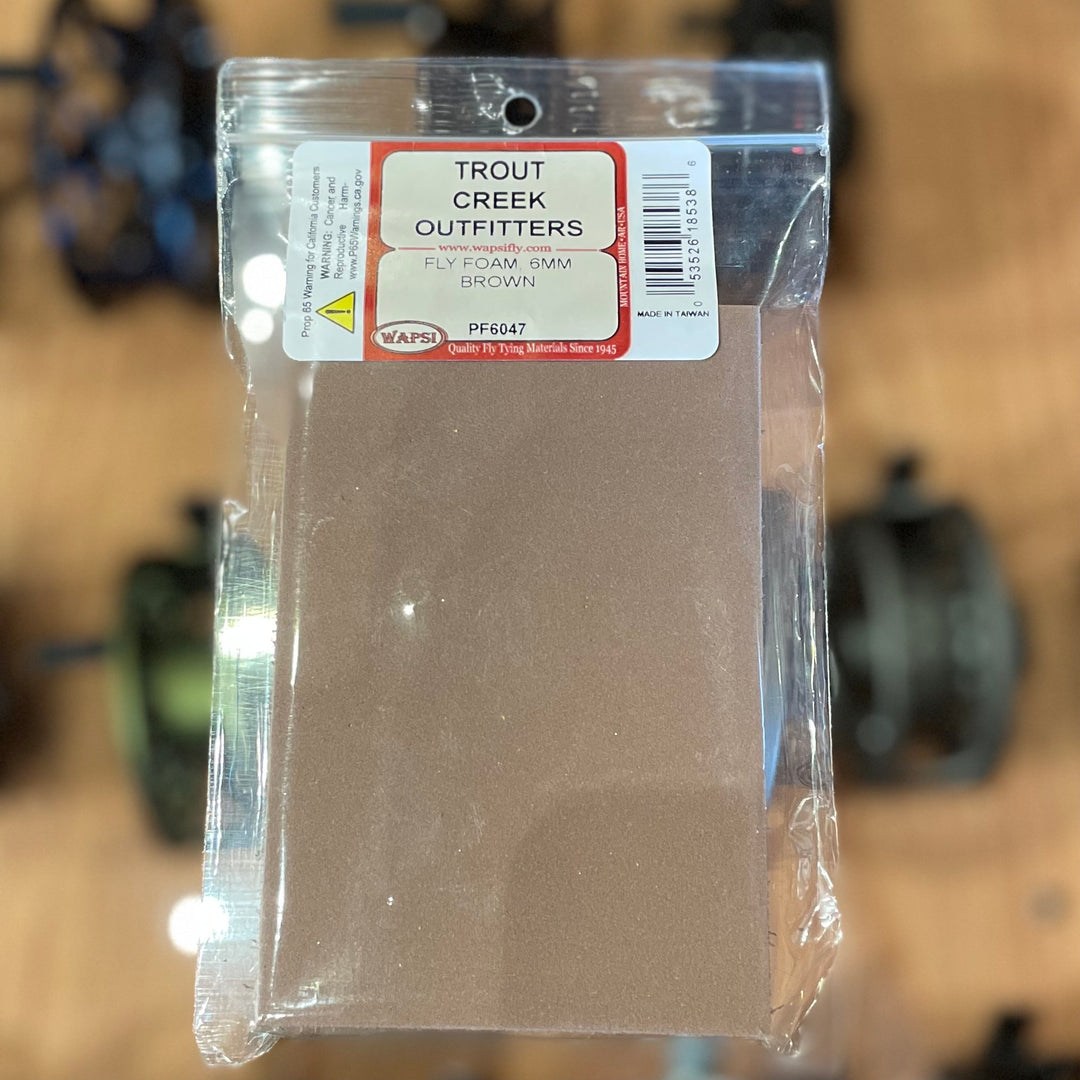 Prop 65 Warning for California Customers
WARNING: Cancer and
Reproductive Harm-
www.P65Warnings.ca.gov
TROUT
CREEK
OUTFITTERS
www.wapsifly.com
FLY FOAM, 6MM
BROWN
PF6047
WAPSI
Quality Fly Tying Materials Since 1945
MOUNTAIN HOME • AR • USA
0 53526 18538 6
MADE IN TAIWAN